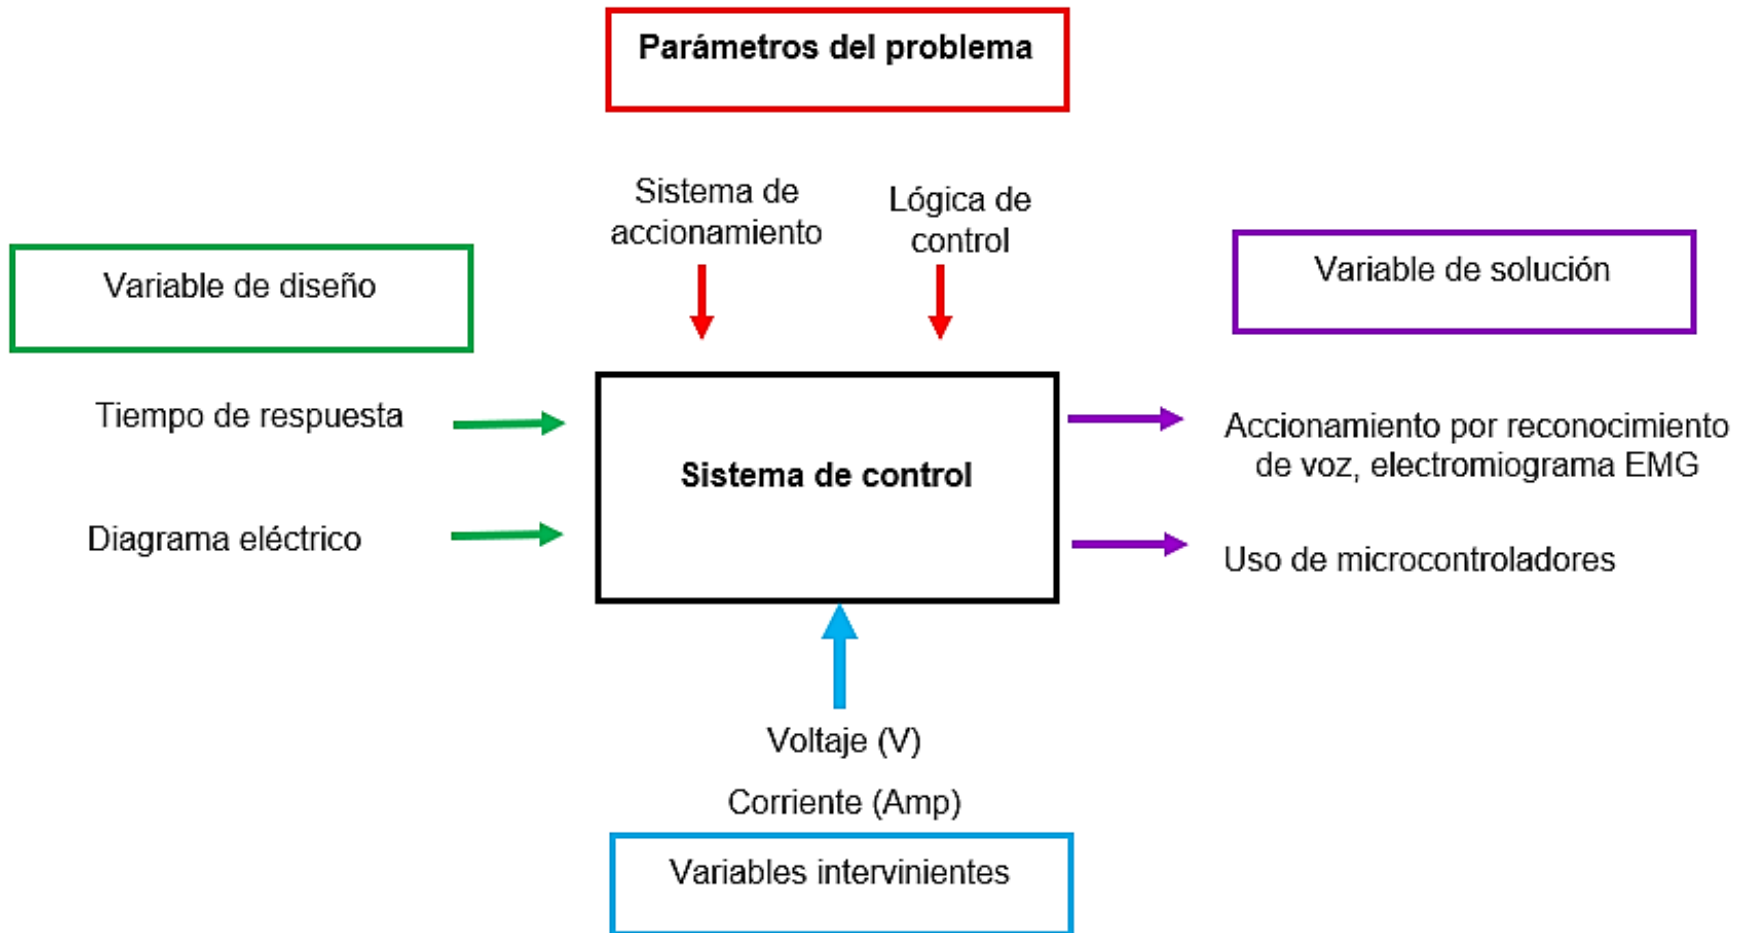 Parámetros del problema
Sistema de
accionamiento
Lógica de
control
Variable de diseño
Variable de solución
Tiempo de respuesta
Diagrama eléctrico
Sistema de control
Accionamiento por reconocimiento
de voz, electromiograma EMG
Uso de microcontroladores
Voltaje (V)
Corriente (Amp)
Variables intervinientes